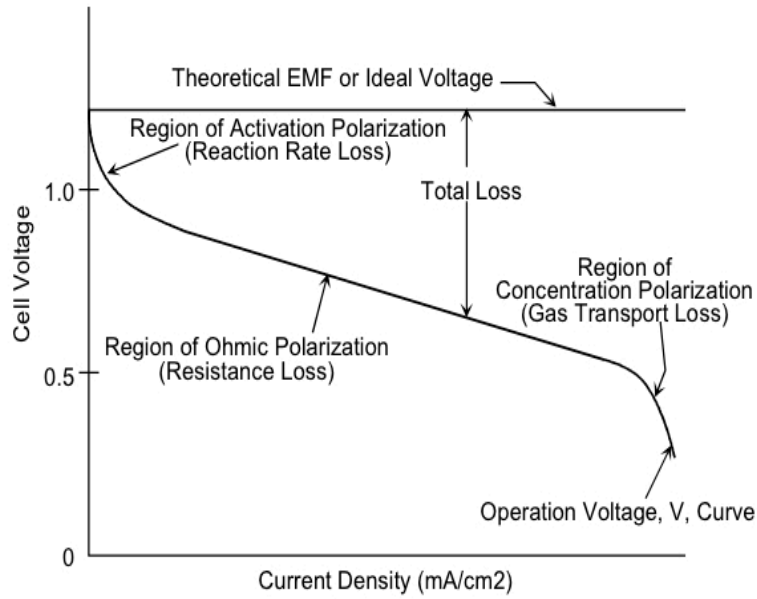 Theoretical EMF or Ideal Voltage
Region of Activation Polarization
(Reaction Rate Loss)
1.0
Total Loss
Cell Voltage
Region of
Concentration Polarization
(Gas Transport Loss)
Region of Ohmic Polarization
(Resistance Loss)
0.5
Operation Voltage, V, Curve
0
Current Density (mA/cm2)